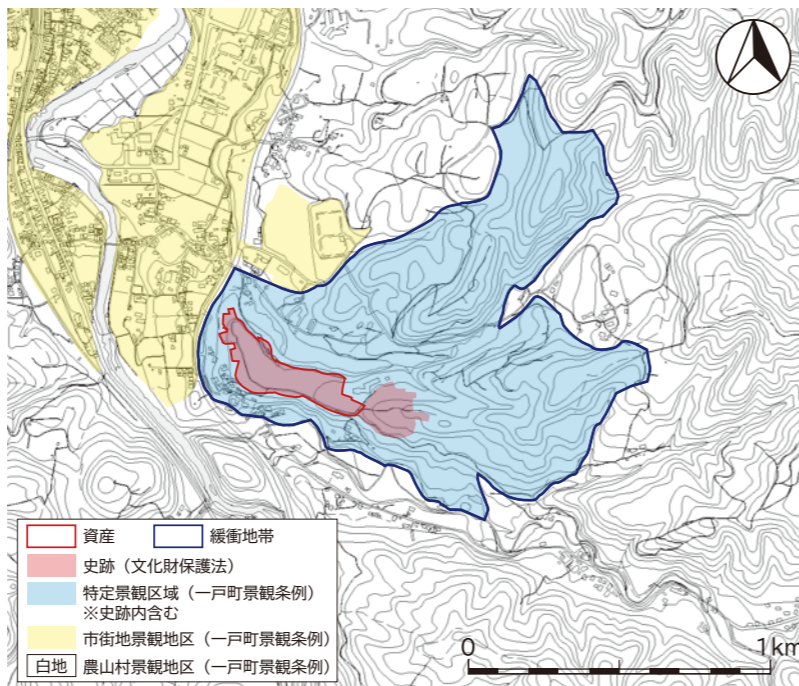 資産 緩衝地帯
史跡（文化財保護法）
特定景観区域（一戸町景観条例）
※史跡内含む
市街地景観地区（一戸町景観条例）
白地 農山村景観地区（一戸町景観条例）
0 1km